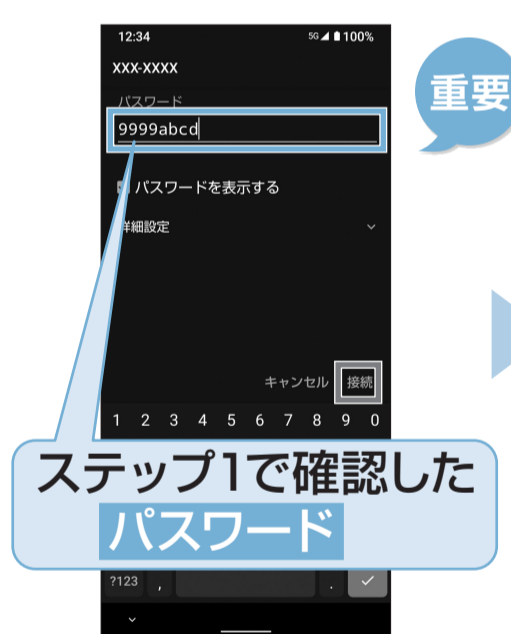 12:34 5G 100%
XXX-XXXX
重要
パスワード
9999abcd
パスワードを表示する
詳細設定
キャンセル 接続
1 2 3 4 5 6 7 8 9 0
ステップ1で確認した
パスワード
?123 , .